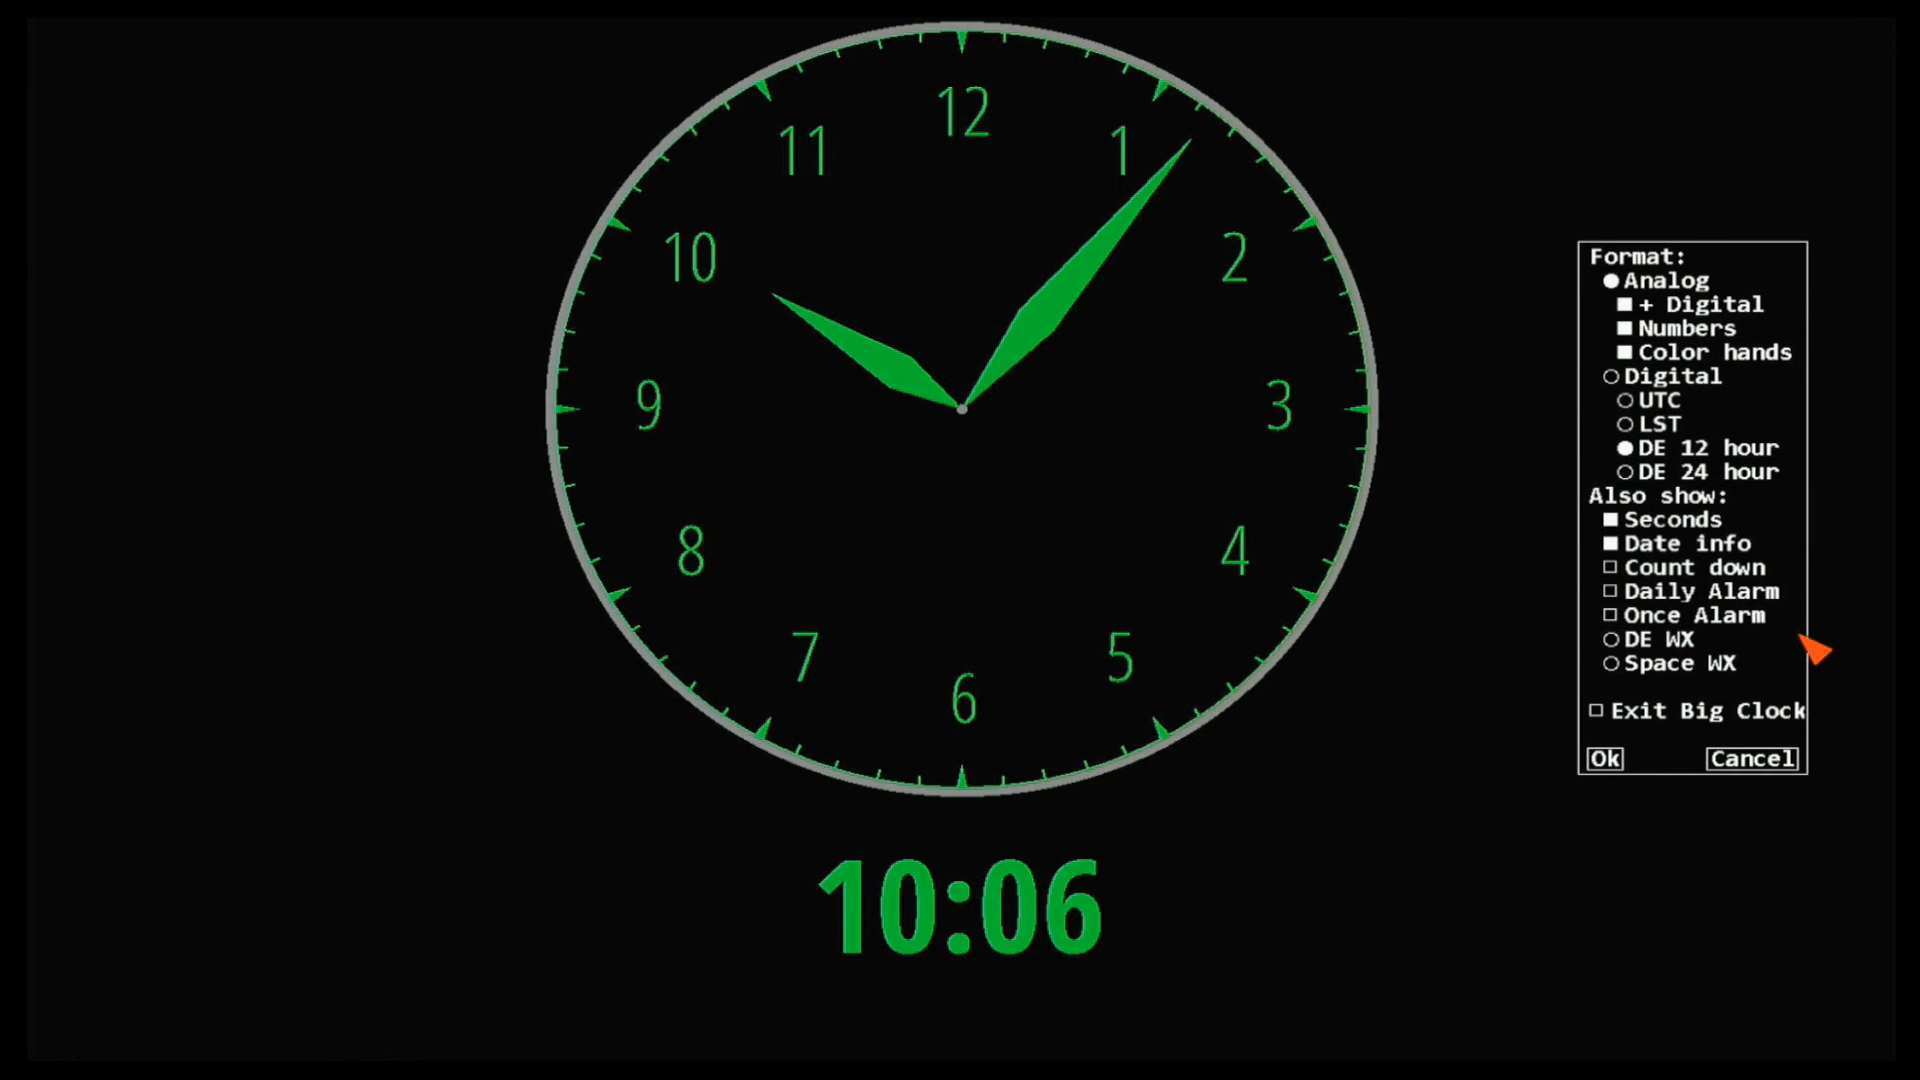 12
11
1
10
2
9
3
8
4
7
5
6
10:06
Format:
Analog
+ Digital
Numbers
Color hands
Digital
UTC
LST
DE 12 hour
DE 24 hour
Also show:
Seconds
Date info
Count down
Daily Alarm
Once Alarm
DE WX
Space WX
Exit Big Clock
Ok Cancel